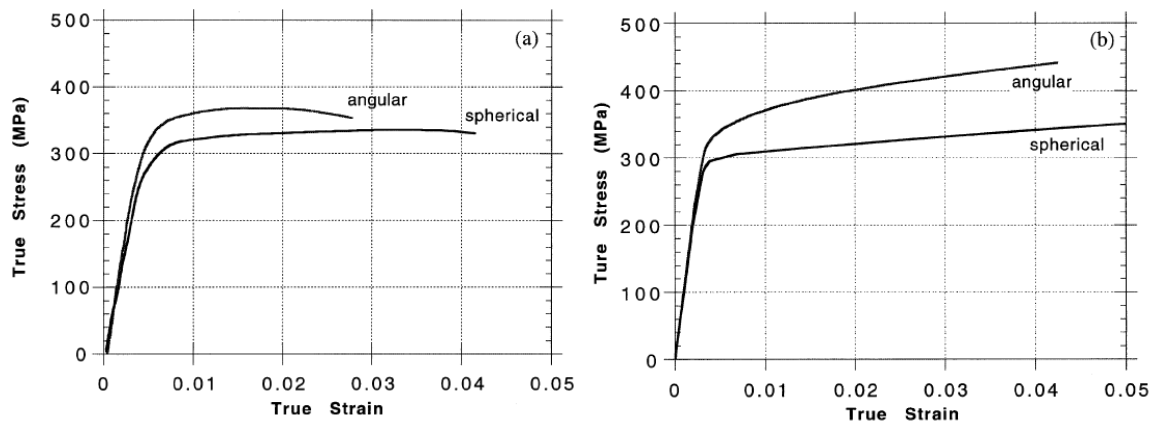 (a)
500
400
300
200
100
0
True Stress (MPa)
angular
spherical
0 0.01 0.02 0.03 0.04 0.05
True Strain
(b)
500
400
300
200
100
0
Ture Stress (MPa)
angular
spherical
0 0.01 0.02 0.03 0.04 0.05
True Strain